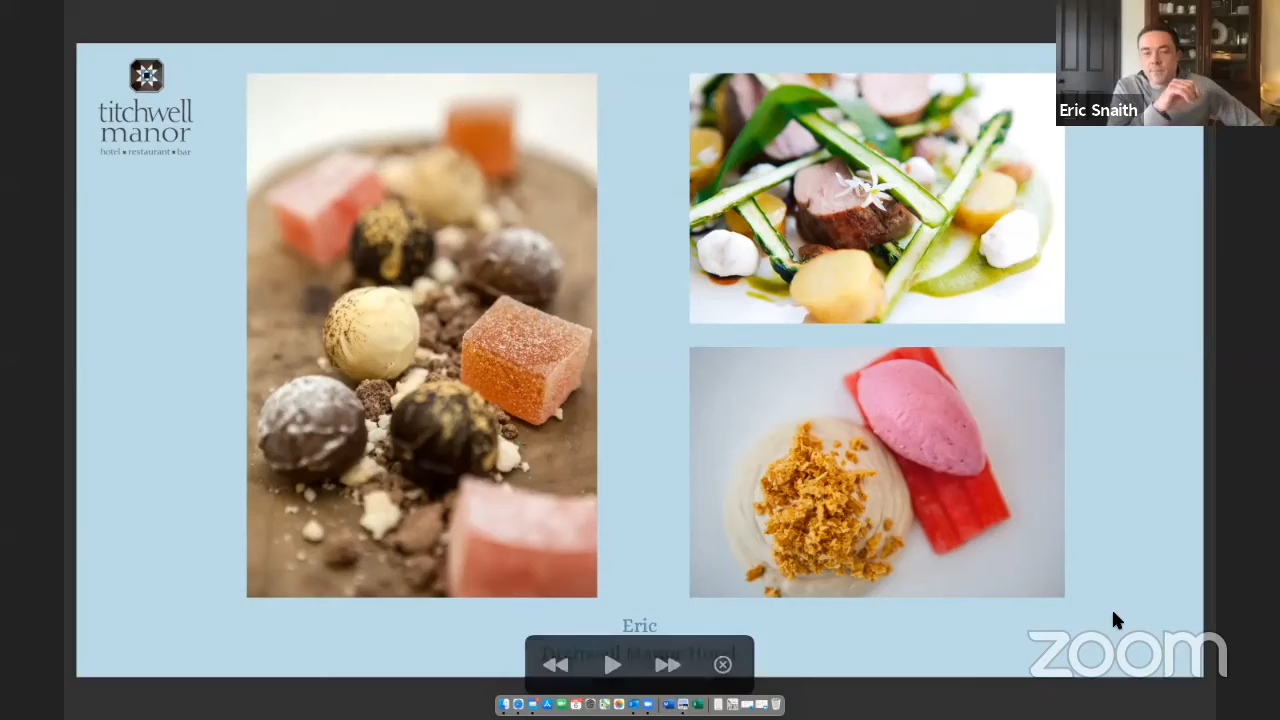 titchwell
manor
hotel ▪ restaurant ▪ bar
Eric Snaith
Eric
zoom